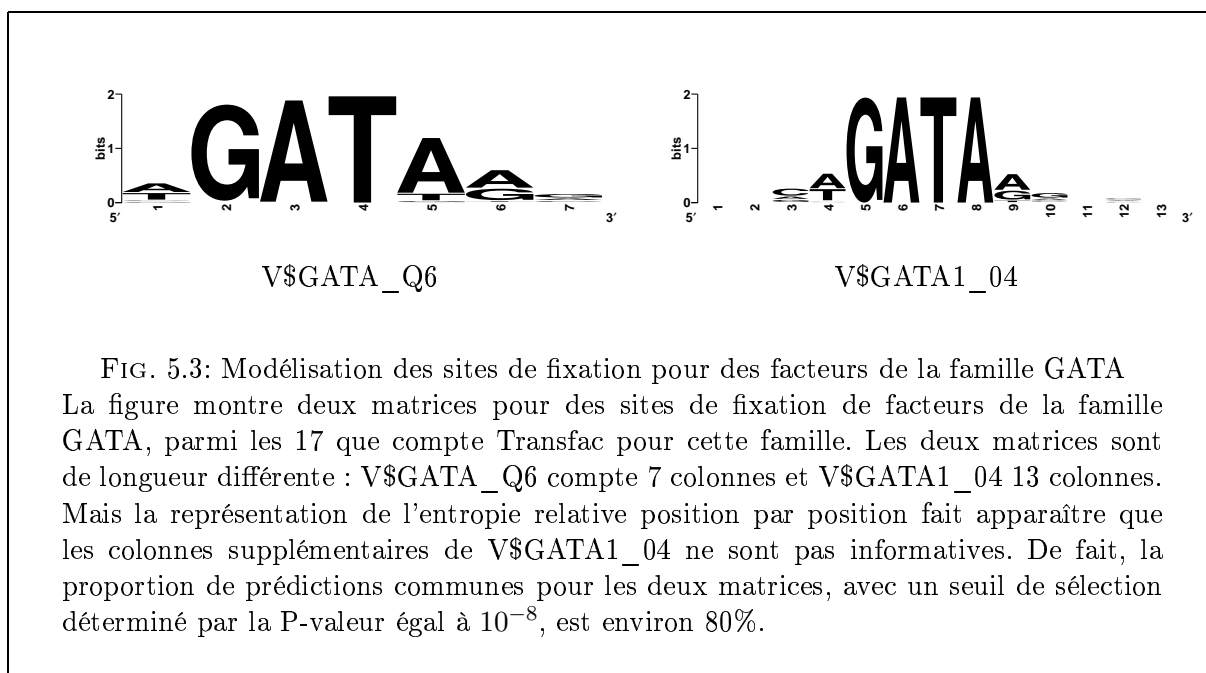 2
1
0
bits
5′
A
T
G
A
T
A
T
A
G
1
2
3
4
5
6
7
3′
V$GATA_Q6
2
1
0
bits
5′
C
A
T
G
A
T
A
A
G
1
2
3
4
5
6
7
8
9
10
11
12
13
3′
V$GATA1_04
FIG. 5.3: Modélisation des sites de fixation pour des facteurs de la famille GATA
La figure montre deux matrices pour des sites de fixation de facteurs de la famille
GATA, parmi les 17 que compte Transfac pour cette famille. Les deux matrices sont
de longueur différente : V$GATA_Q6 compte 7 colonnes et V$GATA1_04 13 colonnes.
Mais la représentation de l'entropie relative position par position fait apparaître que
les colonnes supplémentaires de V$GATA1_04 ne sont pas informatives. De fait, la
proportion de prédictions communes pour les deux matrices, avec un seuil de sélection
déterminé par la P-valeur égal à 10⁻⁸, est environ 80%.